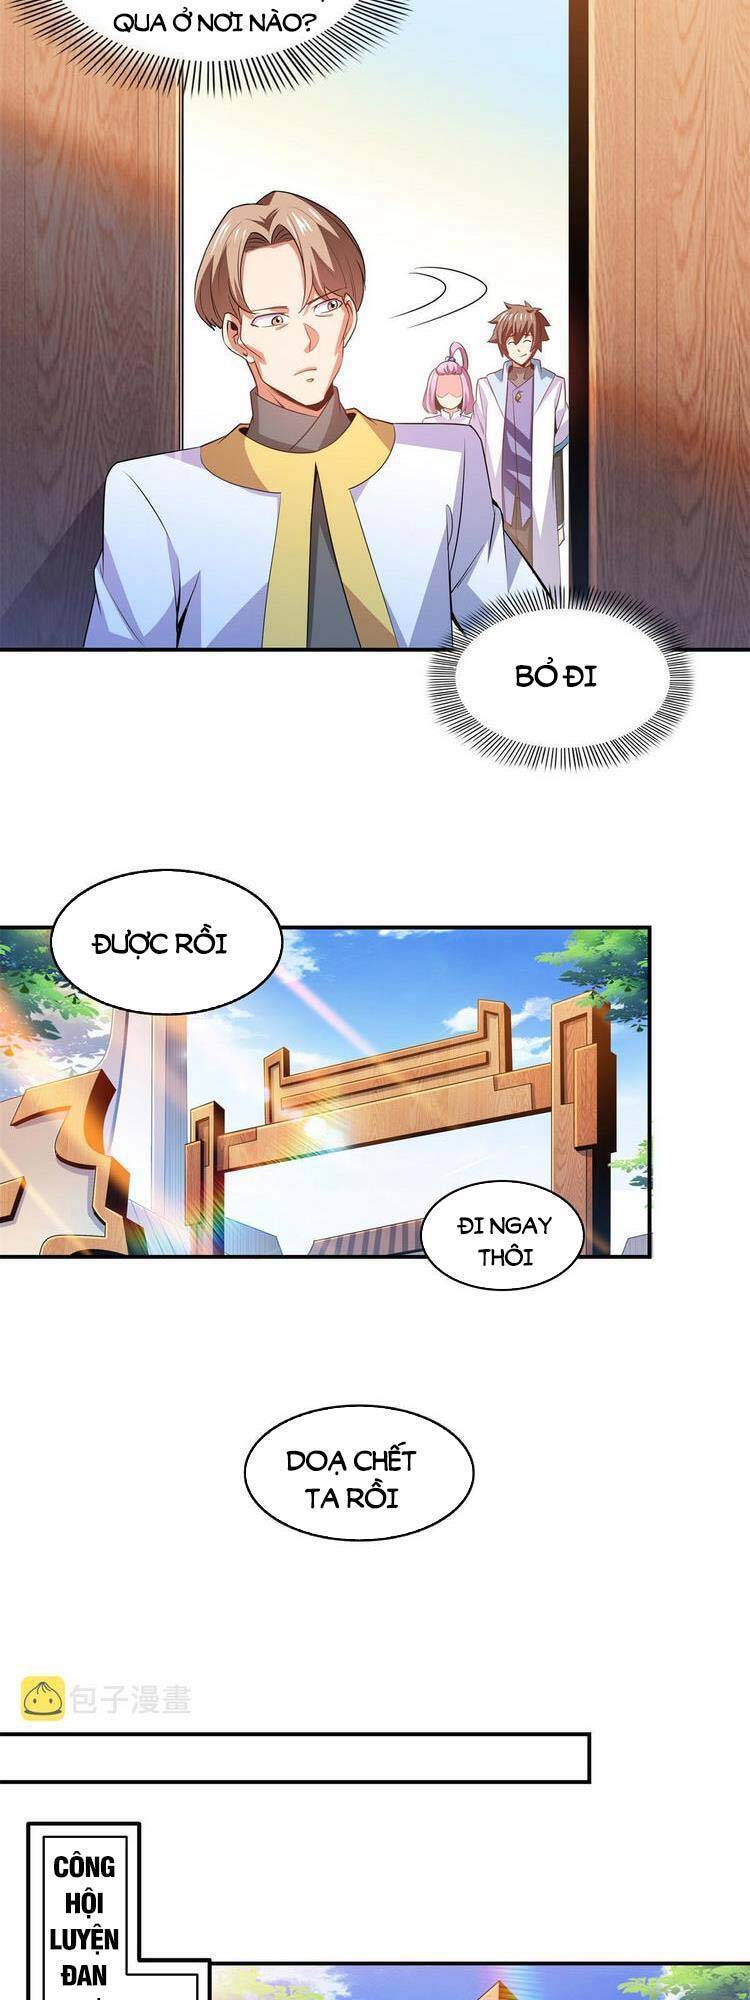 QUA Ở NƠI NÀO?
BỎ ĐI
ĐƯỢC RỒI
ĐI NGAY
THÔI
DOẠ CHẾT
TA RỒI
包子漫畫
CÔNG
HỘI
LUYỆN
ĐAN